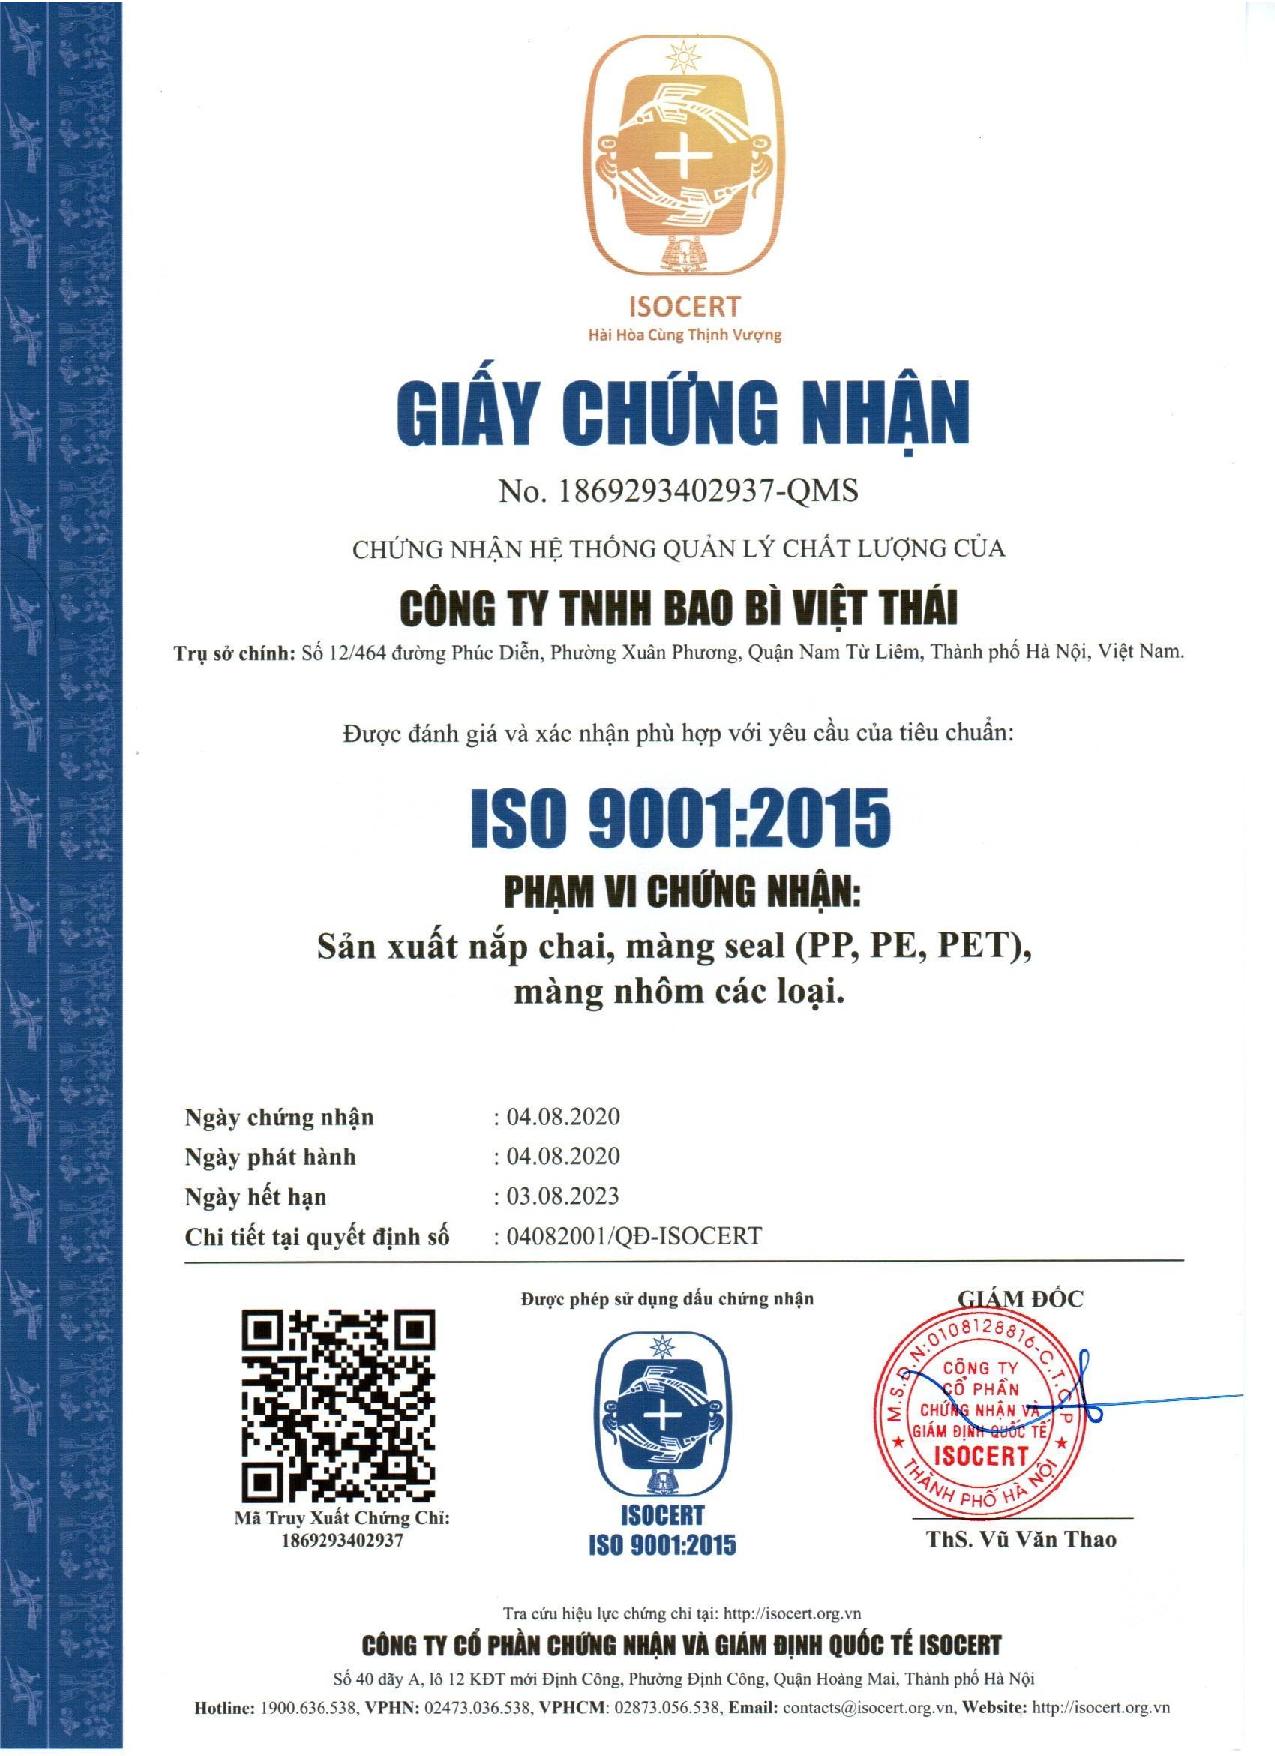 ISOCERT
Hài Hòa Cùng Thịnh Vượng
GIẤY CHỨNG NHẬN
No. 1869293402937-QMS
CHỨNG NHẬN HỆ THỐNG QUẢN LÝ CHẤT LƯỢNG CỦA
CÔNG TY TNHH BAO BÌ VIỆT THÁI
Trụ sở chính: Số 12/464 đường Phúc Diễn, Phường Xuân Phương, Quận Nam Từ Liêm, Thành phố Hà Nội, Việt Nam.
Được đánh giá và xác nhận phù hợp với yêu cầu của tiêu chuẩn:
ISO 9001:2015
PHẠM VI CHỨNG NHẬN:
Sản xuất nắp chai, màng seal (PP, PE, PET),
màng nhôm các loại.
Ngày chứng nhận : 04.08.2020
Ngày phát hành : 04.08.2020
Ngày hết hạn : 03.08.2023
Chi tiết tại quyết định số : 04082001/QĐ-ISOCERT
Được phép sử dụng dấu chứng nhận
GIÁM ĐỐC
M.S.D.N:0108128816-C.T.C.P
CÔNG TY
CỔ PHẦN
CHỨNG NHẬN VÀ
GIÁM ĐỊNH QUỐC TẾ
ISOCERT
THÀNH PHỐ HÀ NỘI
Mã Truy Xuất Chứng Chỉ:
1869293402937
ISOCERT
ISO 9001:2015
ThS. Vũ Văn Thao
Tra cứu hiệu lực chứng chỉ tại: http://isocert.org.vn
CÔNG TY CỔ PHẦN CHỨNG NHẬN VÀ GIÁM ĐỊNH QUỐC TẾ ISOCERT
Số 40 dãy A, lô 12 KĐT mới Định Công, Phường Định Công, Quận Hoàng Mai, Thành phố Hà Nội
Hotline: 1900.636.538, VPHN: 02473.036.538, VPHCM: 02873.056.538, Email: contacts@isocert.org.vn, Website: http://isocert.org.vn